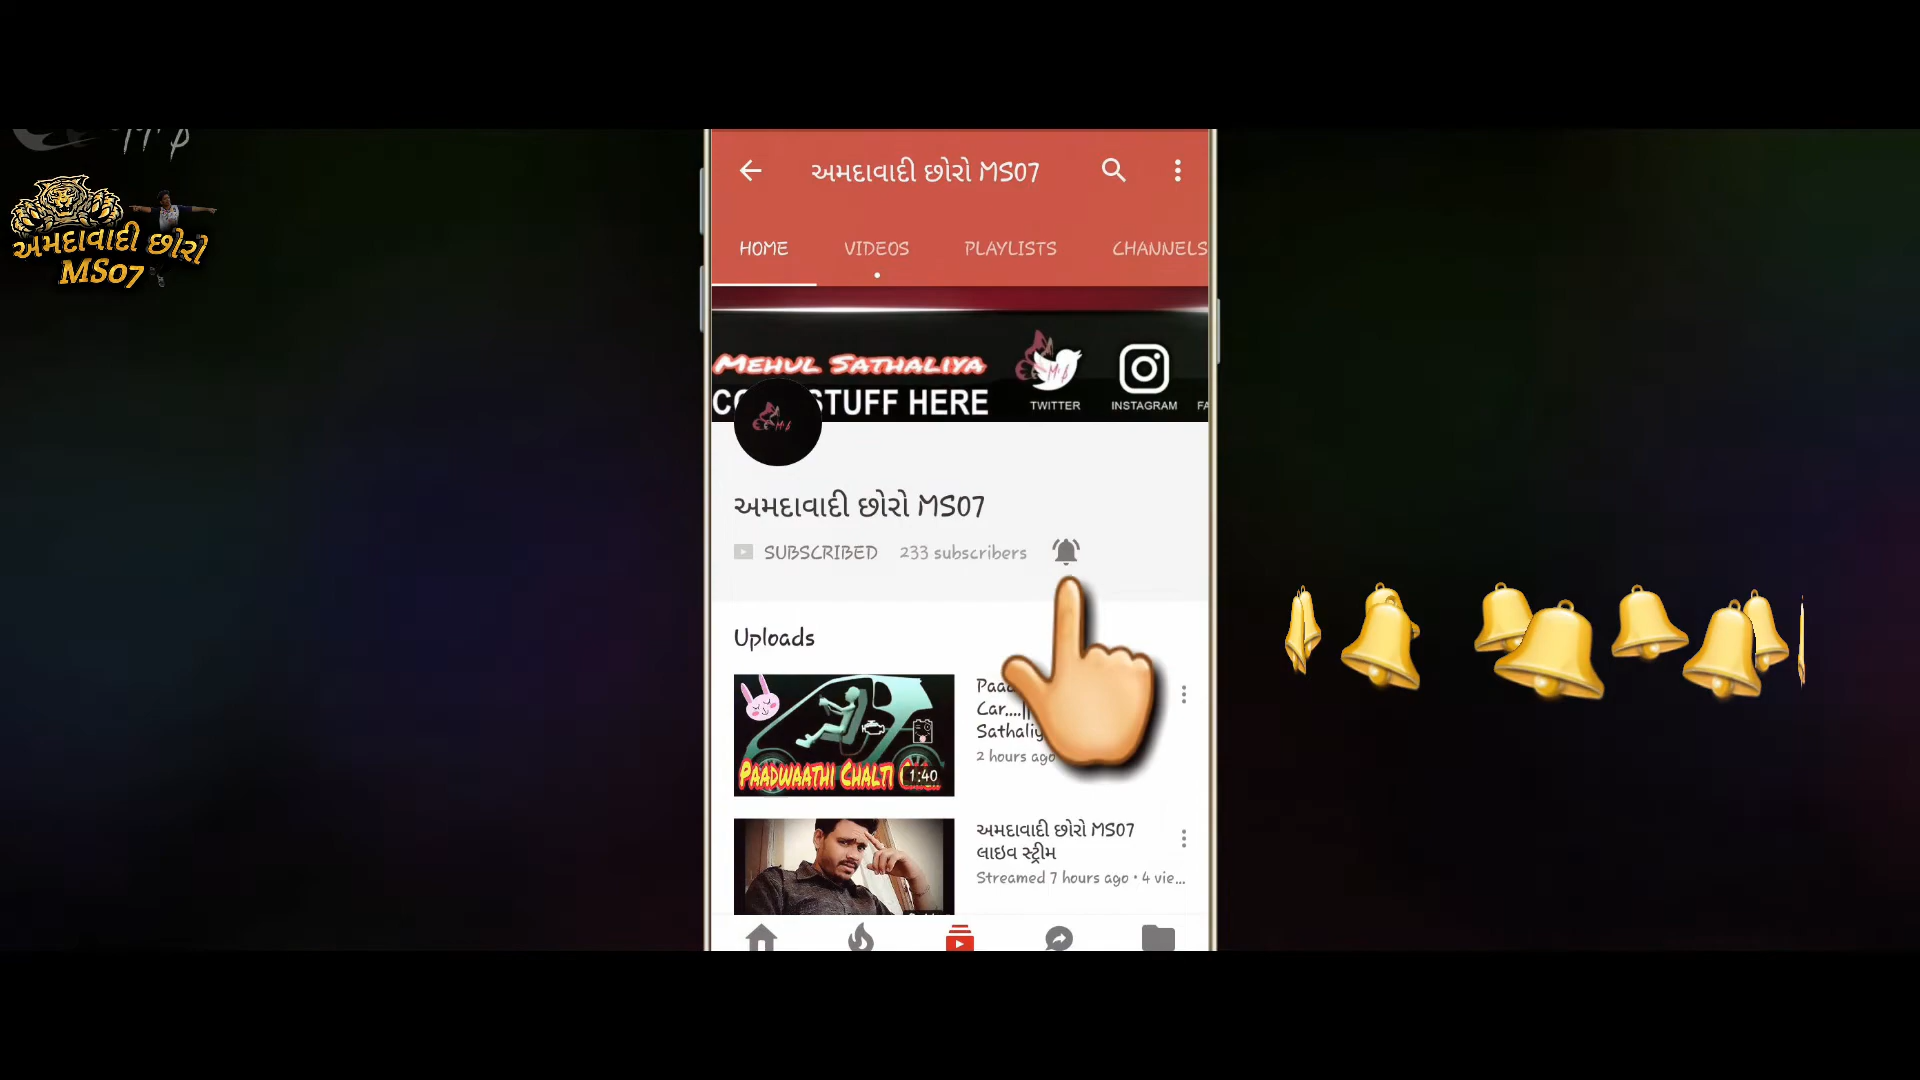 અમદાવાદી છોરો
MS07
અમદાવાદી છોરો MS07
HOME VIDEOS PLAYLISTS CHANNELS
MEHUL SATHALIYA
STUFF HERE
TWITTER INSTAGRAM
અમદાવાદી છોરો MS07
SUBSCRIBED 233 subscribers
Uploads
PAADWAATHI CHALTI
1:40
Car....||
2 hours ago
અમદાવાદી છોરો MS07
લાઇવ સ્ટ્રીમ
Streamed 7 hours ago • 4 vie...